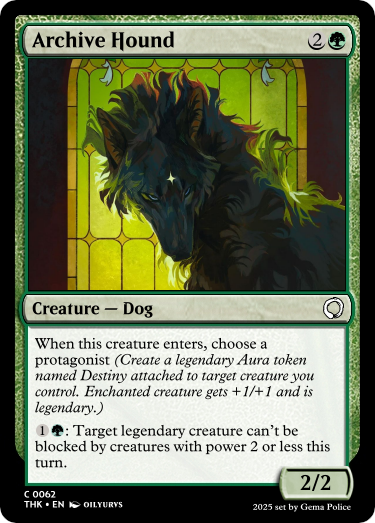 Archive Hound 2
Creature — Dog
When this creature enters, choose a
protagonist (Create a legendary Aura token
named Destiny attached to target creature you
control. Enchanted creature gets +1/+1 and is
legendary.)
1 : Target legendary creature can't be
blocked by creatures with power 2 or less this
turn.
2/2
C 0062
THK • EN OILYURYS
2025 set by Gema Police